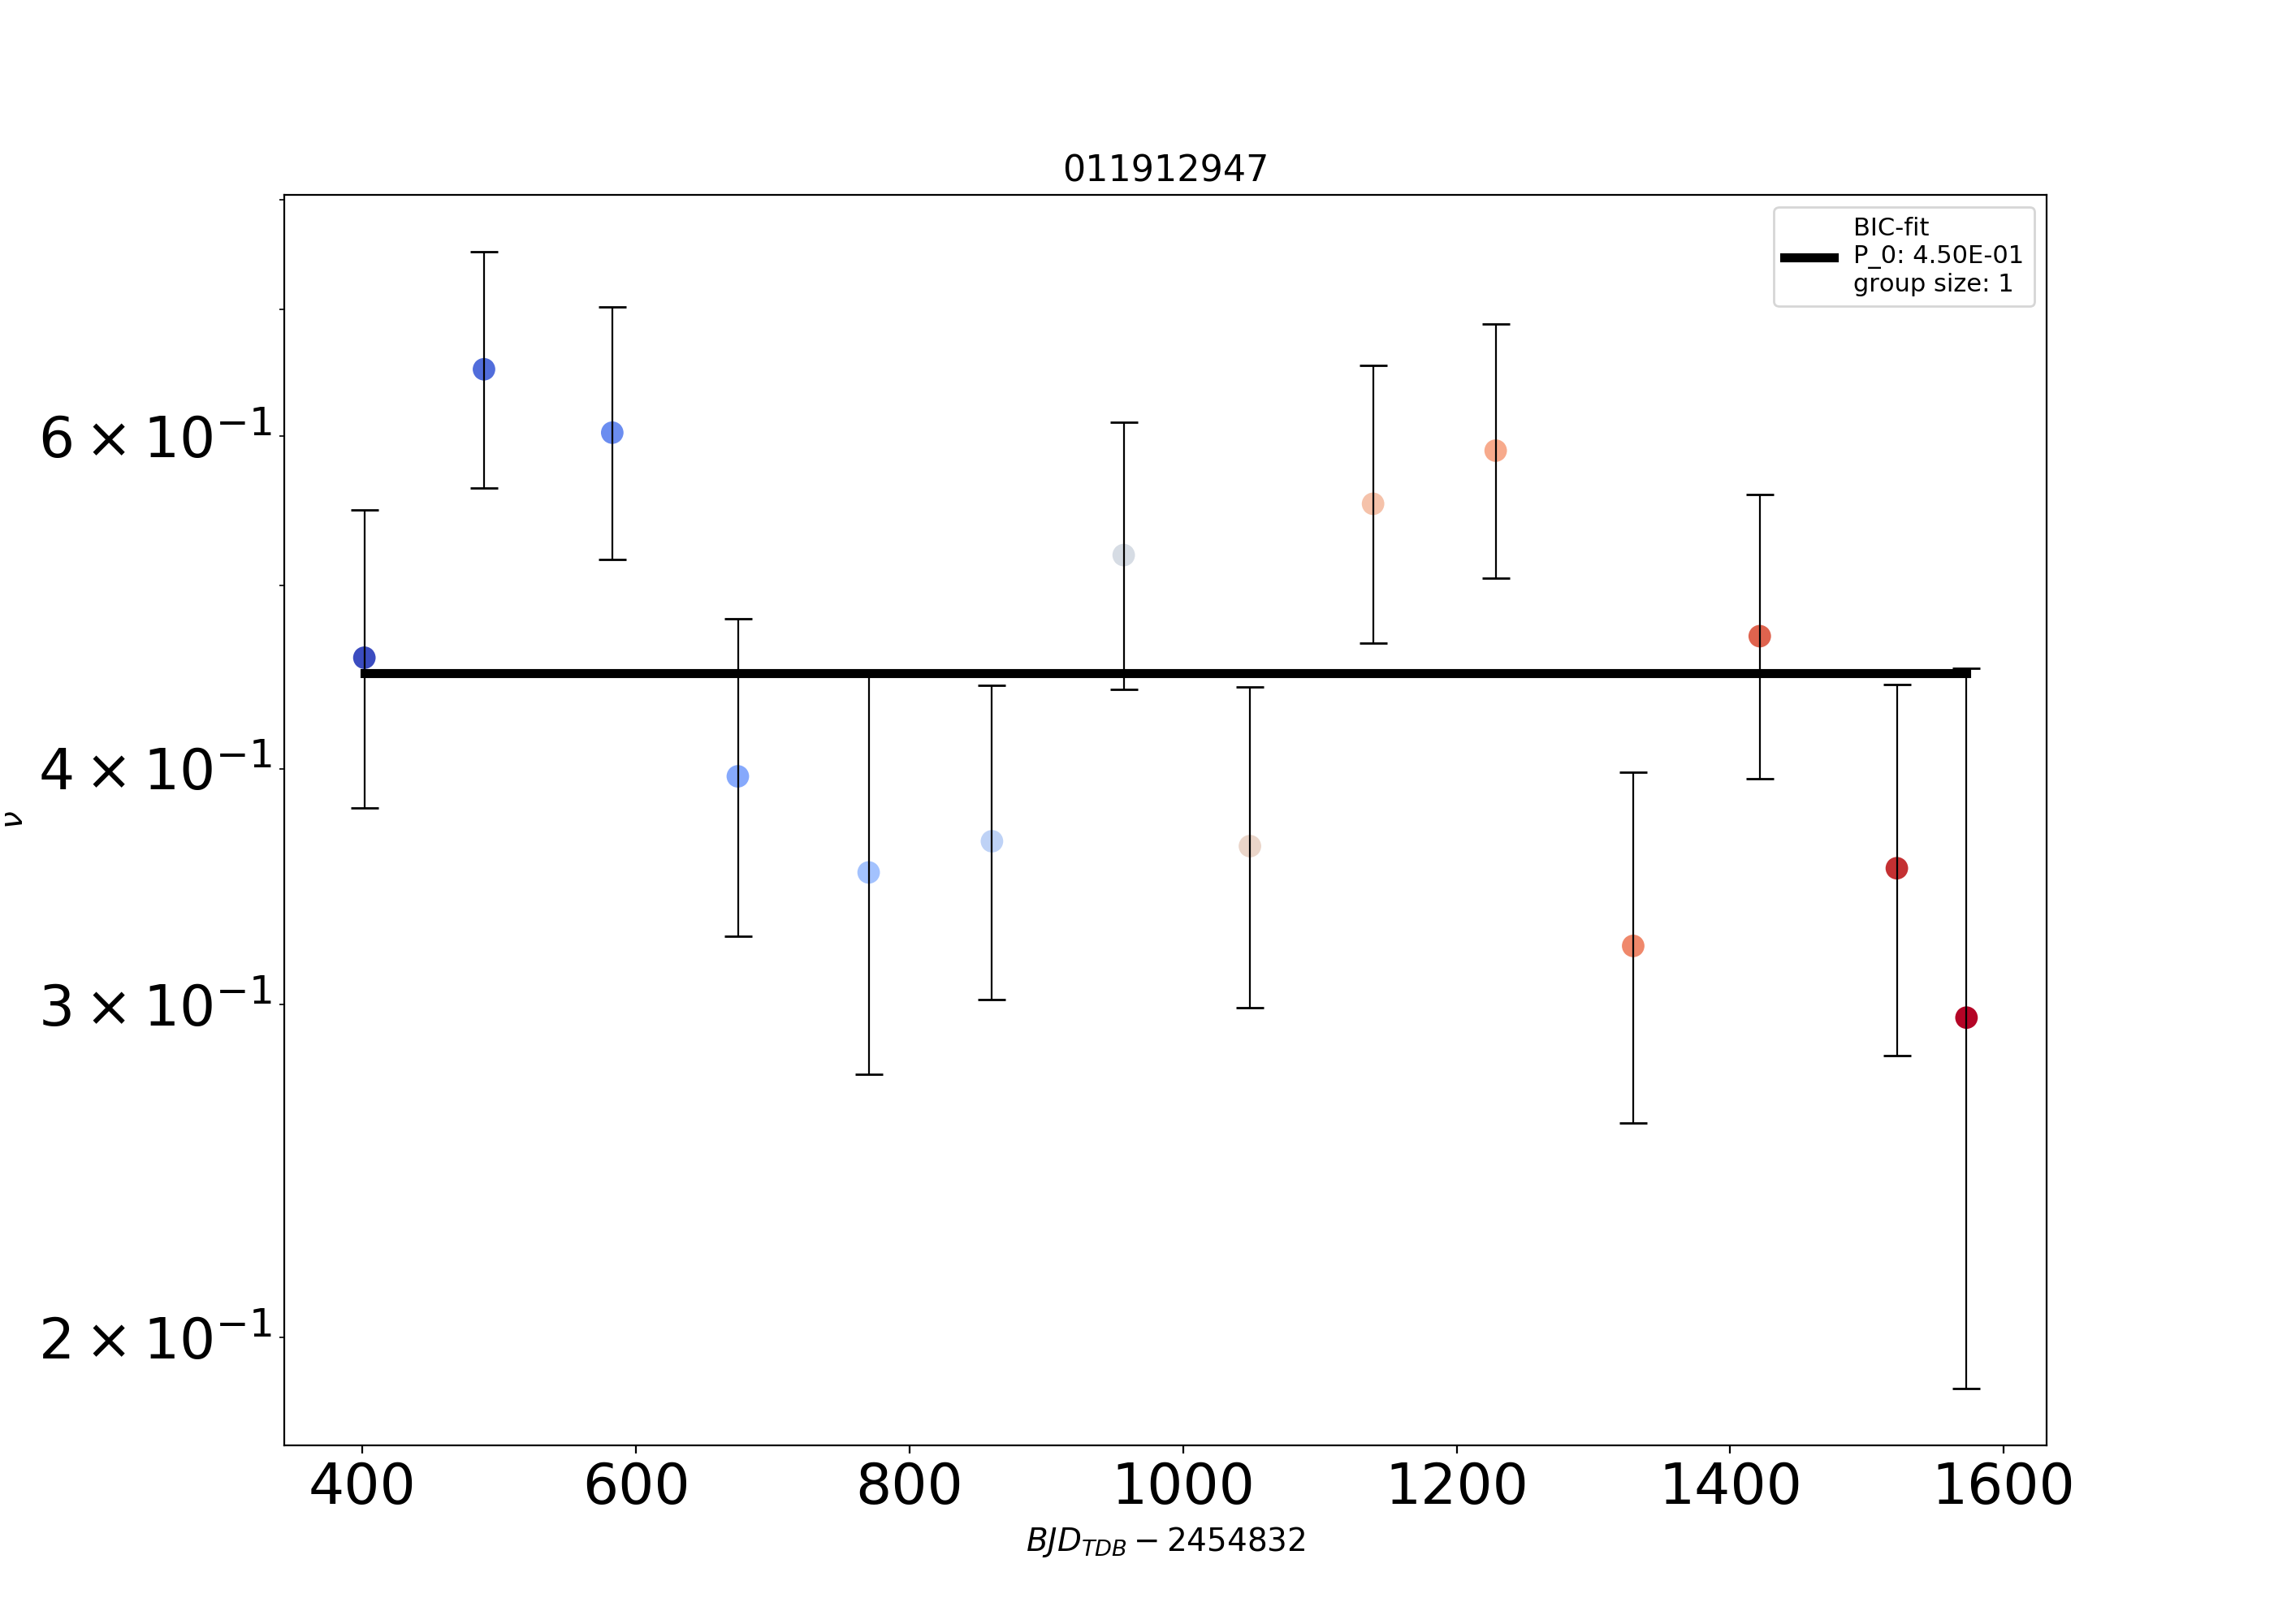 011912947
BIC-fit
P_0: 4.50E-01
group size: 1
6 × 10⁻¹
4 × 10⁻¹
3 × 10⁻¹
2 × 10⁻¹
ν
400 600 800 1000 1200 1400 1600
BJD_TDB − 2454832